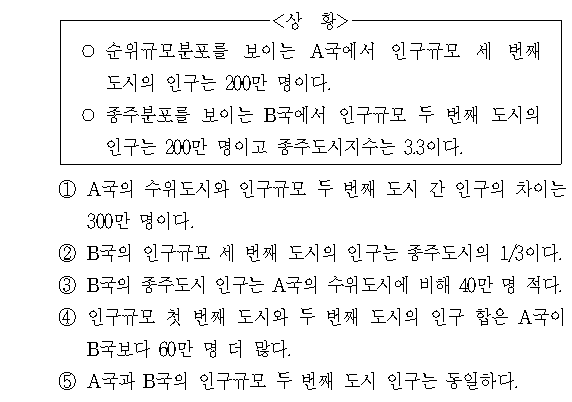 <상 황>
○ 순위규모분포를 보이는 A국에서 인구규모 세 번째
도시의 인구는 200만 명이다.
○ 종주분포를 보이는 B국에서 인구규모 두 번째 도시의
인구는 200만 명이고 종주도시지수는 3.3이다.
① A국의 수위도시와 인구규모 두 번째 도시 간 인구의 차이는
300만 명이다.
② B국의 인구규모 세 번째 도시의 인구는 종주도시의 1/3이다.
③ B국의 종주도시 인구는 A국의 수위도시에 비해 40만 명 적다.
④ 인구규모 첫 번째 도시와 두 번째 도시의 인구 합은 A국이
B국보다 60만 명 더 많다.
⑤ A국과 B국의 인구규모 두 번째 도시 인구는 동일하다.